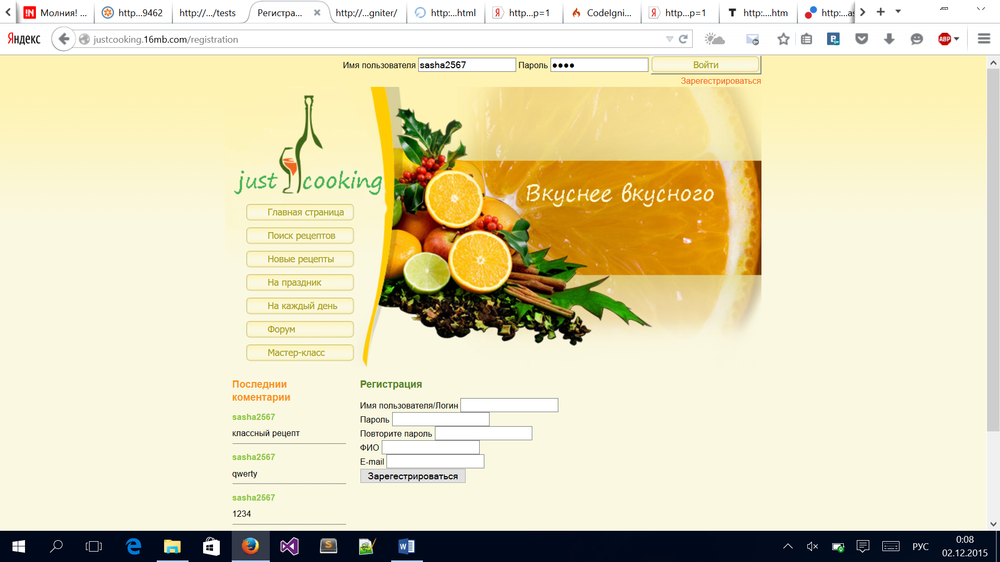 Молния! ...
http...9462
http://.../tests
Регистра...
http://...gniter/
http:...html
http...p=1
CodeIgni...
http...p=1
http:....htm
http:...as
Яндекс
justcooking.16mb.com/registration
ABP
Имя пользователя sasha2567 Пароль ●●●● Войти
Зарегестрироваться
just cooking
Вкуснее вкусного
Главная страница
Поиск рецептов
Новые рецепты
На праздник
На каждый день
Форум
Мастер-класс
Последнии
коментарии
sasha2567
классный рецепт
sasha2567
qwerty
sasha2567
1234
Регистрация
Имя пользователя/Логин
Пароль
Повторите пароль
ФИО
E-mail
Зарегестрироваться
РУС
0:08
02.12.2015